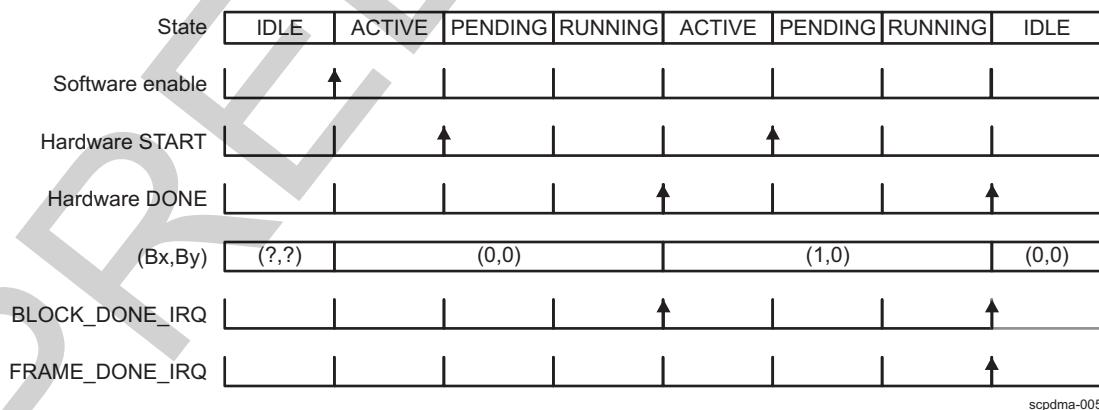 State IDLE ACTIVE PENDING RUNNING ACTIVE PENDING RUNNING IDLE
Software enable
Hardware START
Hardware DONE
(Bx,By) (?,?) (0,0) (1,0) (0,0)
BLOCK_DONE_IRQ
FRAME_DONE_IRQ
scpdma-005